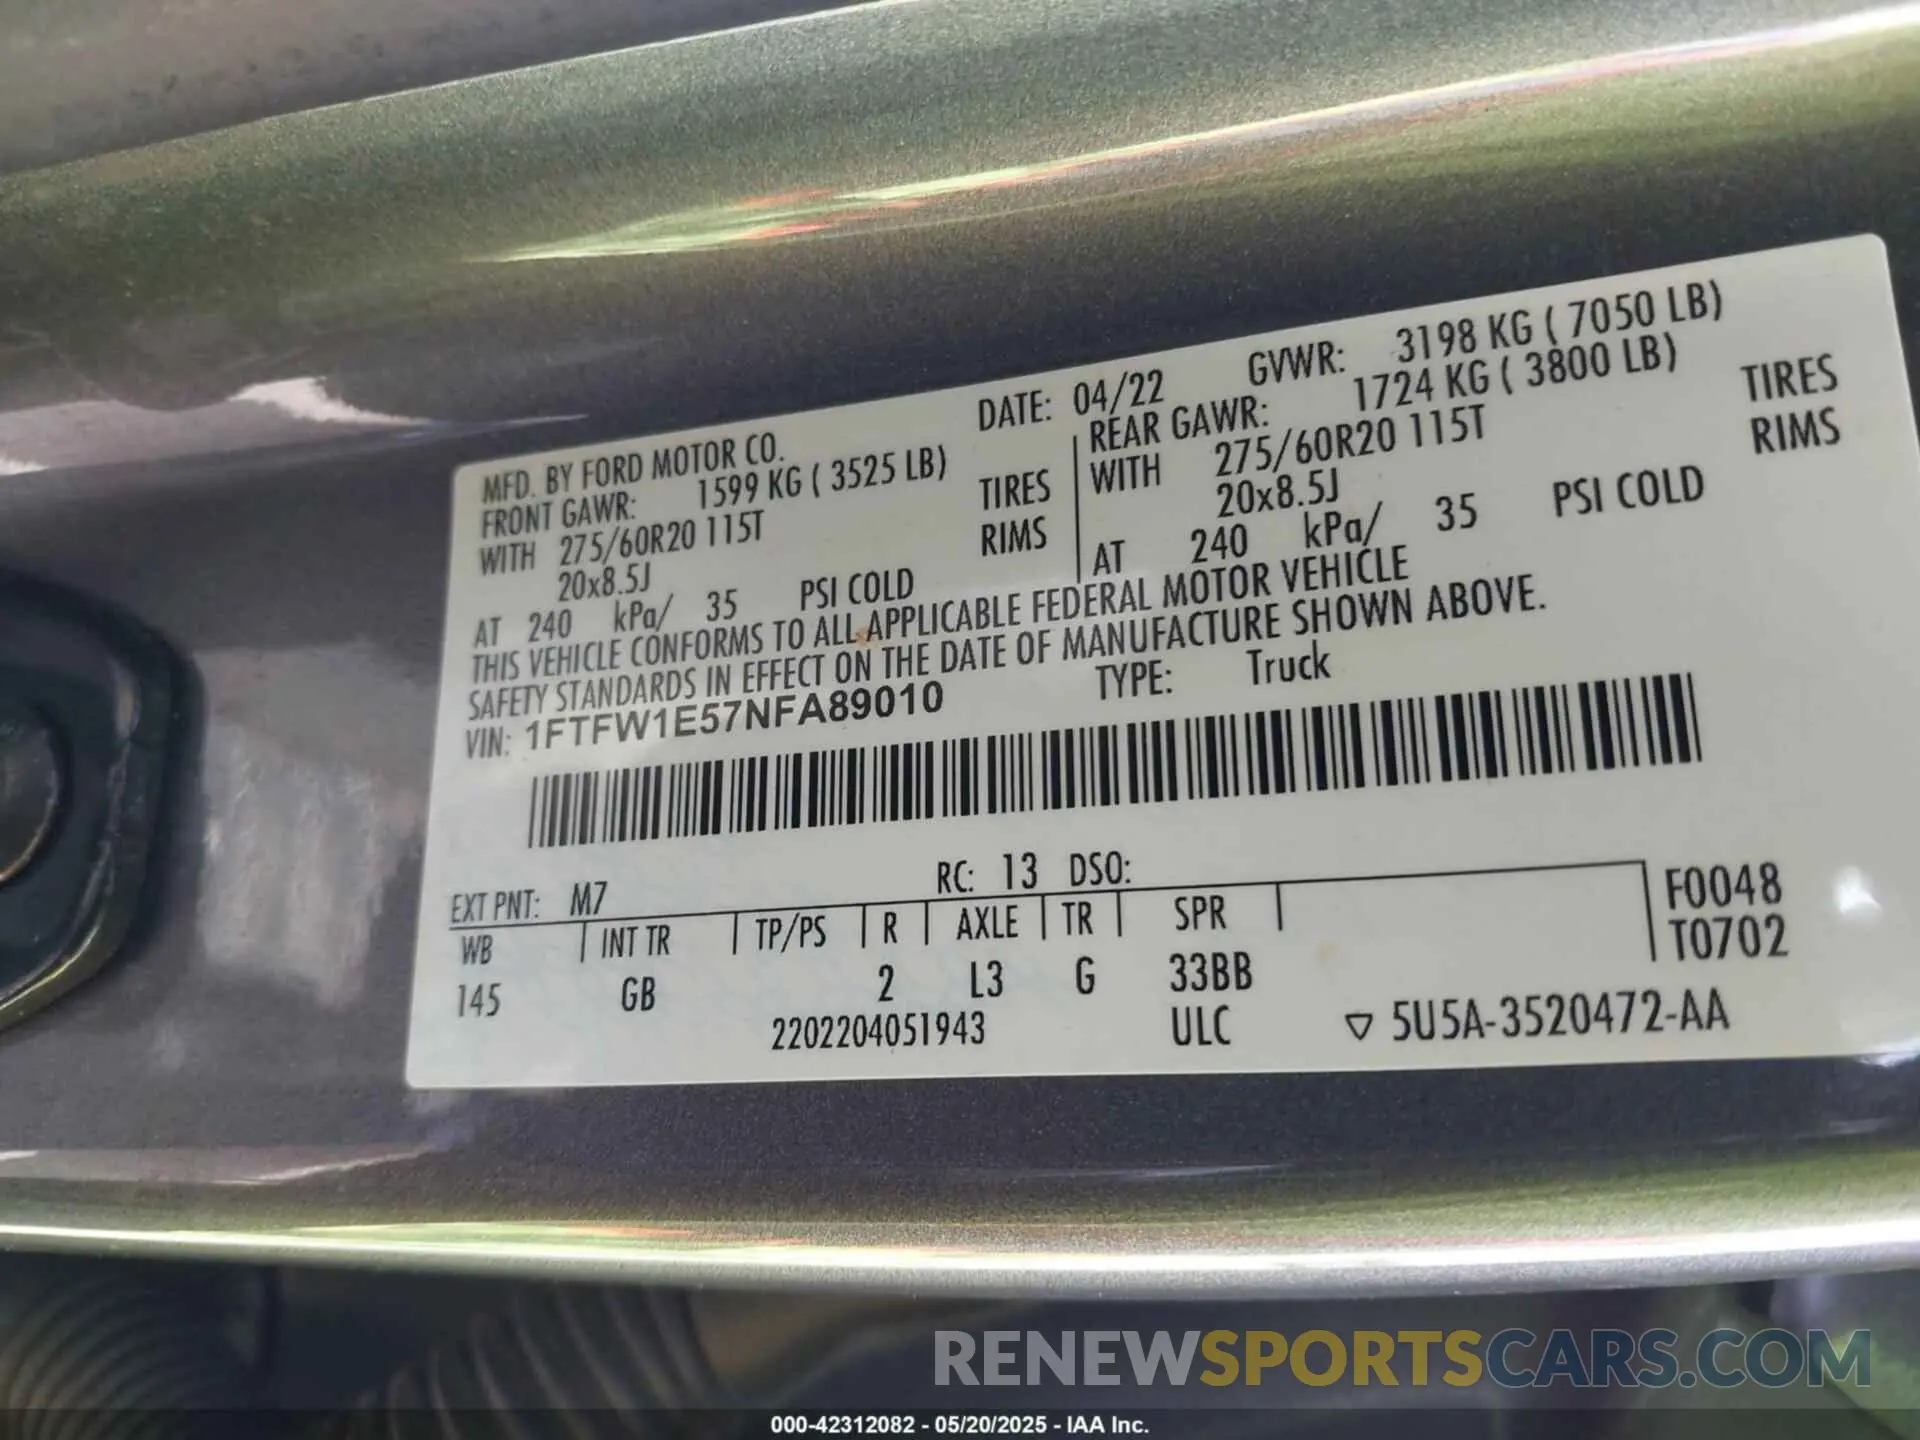 MFD. BY FORD MOTOR CO. DATE: 04/22 GVWR: 3198 KG ( 7050 LB)
FRONT GAWR: 1599 KG ( 3525 LB) REAR GAWR: 1724 KG ( 3800 LB)
WITH 275/60R20 115T TIRES WITH 275/60R20 115T TIRES
20x8.5J RIMS 20x8.5J RIMS
AT 240 kPa/ 35 PSI COLD AT 240 kPa/ 35 PSI COLD
THIS VEHICLE CONFORMS TO ALL APPLICABLE FEDERAL MOTOR VEHICLE
SAFETY STANDARDS IN EFFECT ON THE DATE OF MANUFACTURE SHOWN ABOVE.
VIN: 1FTFW1E57NFA89010 TYPE: Truck
EXT PNT: M7 RC: 13 DSO:
WB INT TR TP/PS R AXLE TR SPR F0048
T0702
145 GB 2 L3 G 33BB
2202204051943 ULC ▽ 5U5A-3520472-AA
RENEWSPORTSCARS.COM
000-42312082 - 05/20/2025 - IAA Inc.